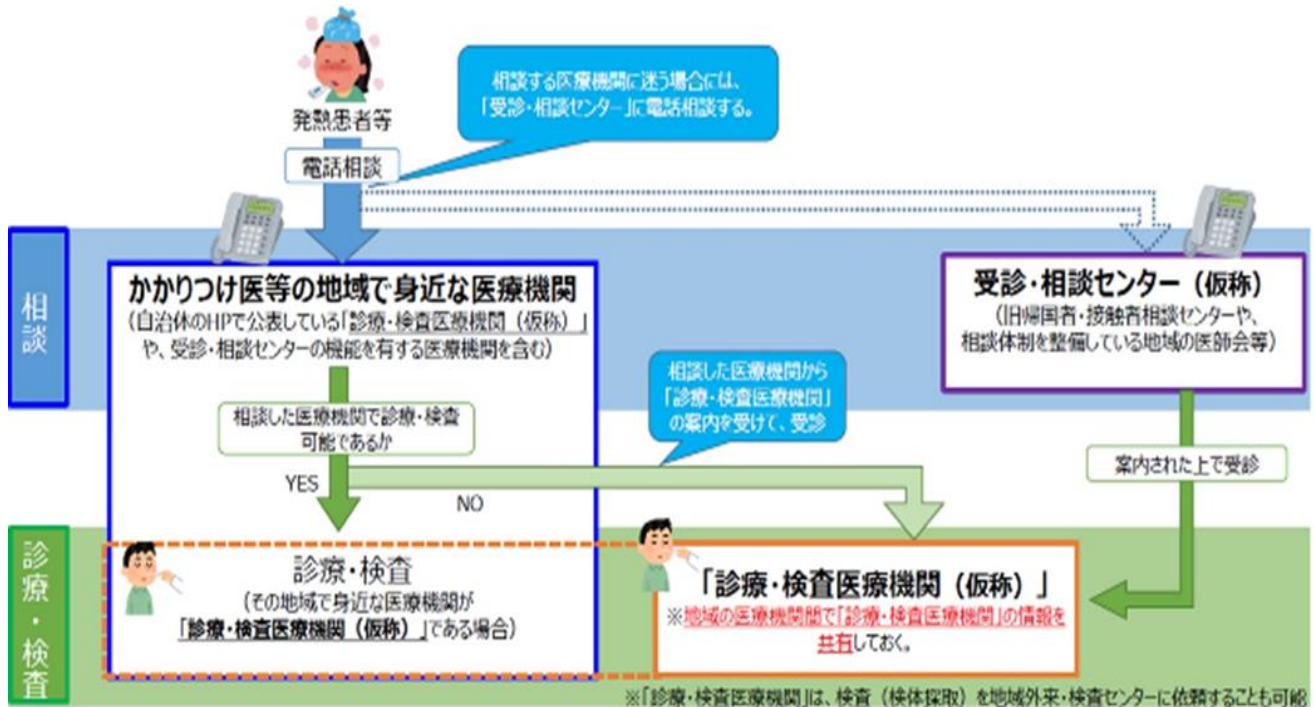 発熱患者等
電話相談
相談する医療機関に迷う場合には、
「受診・相談センター」に電話相談する。
相談
かかりつけ医等の地域で身近な医療機関
(自治体のHPで公表している「診療・検査医療機関(仮称)」
や、受診・相談センターの機能を有する医療機関を含む)
受診・相談センター(仮称)
(旧帰国者・接触者相談センターや、
相談体制を整備している地域の医師会等)
相談した医療機関で診療・検査
可能であるか
相談した医療機関から
「診療・検査医療機関」
の案内を受けて、受診
案内された上で受診
YES
NO
診療・検査
診療・検査
(その地域で身近な医療機関が
「診療・検査医療機関(仮称)」である場合)
「診療・検査医療機関(仮称)」
※地域の医療機関間で「診療・検査医療機関」の情報を
共有しておく。
※「診療・検査医療機関」は、検査(検体採取)を地域外来・検査センターに依頼することも可能